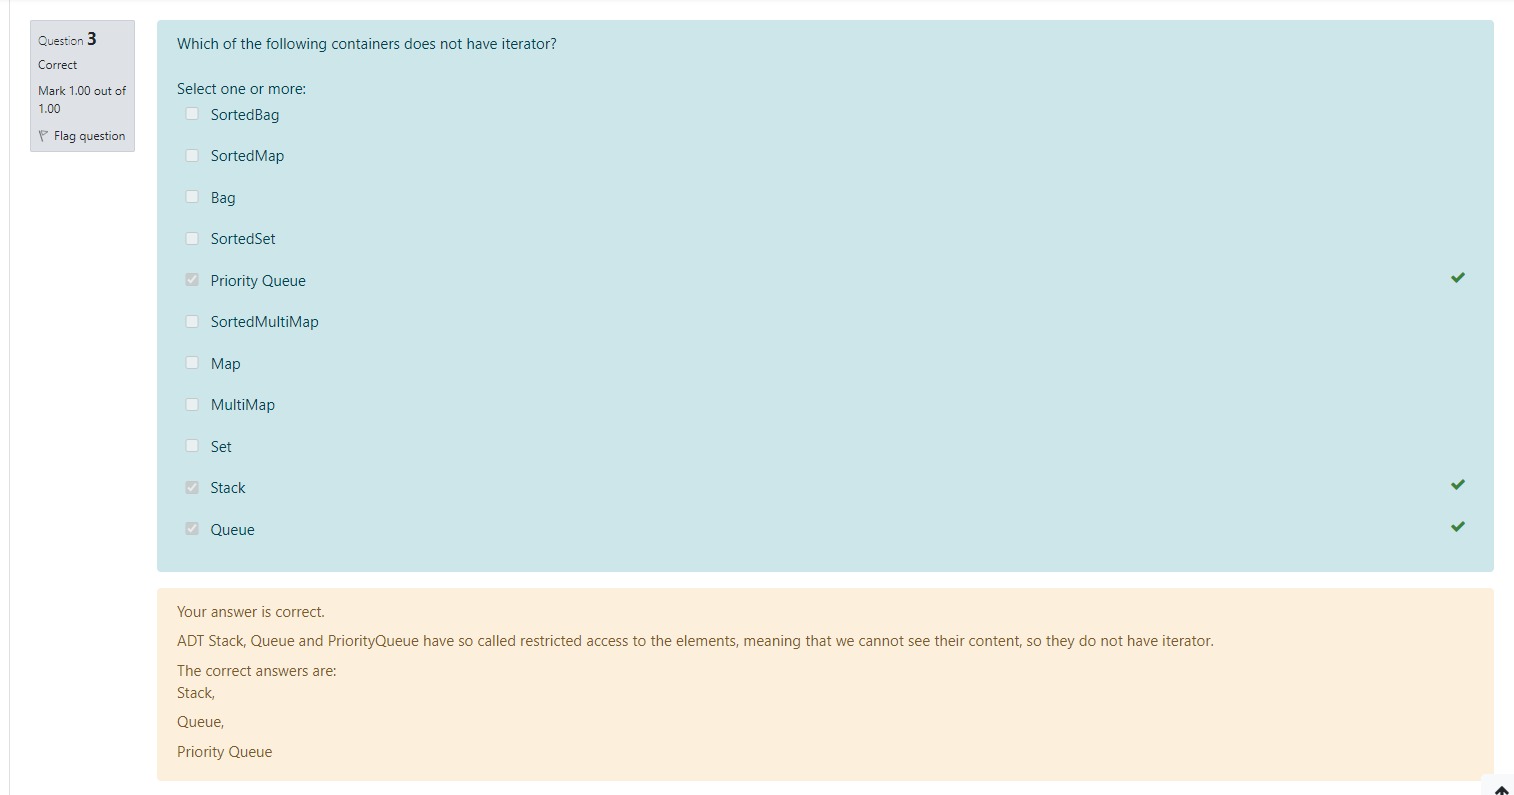 Question 3
Correct
Mark 1.00 out of
1.00
Flag question
Which of the following containers does not have iterator?
Select one or more:
SortedBag
SortedMap
Bag
SortedSet
Priority Queue
SortedMultiMap
Map
MultiMap
Set
Stack
Queue
Your answer is correct.
ADT Stack, Queue and PriorityQueue have so called restricted access to the elements, meaning that we cannot see their content, so they do not have iterator.
The correct answers are:
Stack,
Queue,
Priority Queue